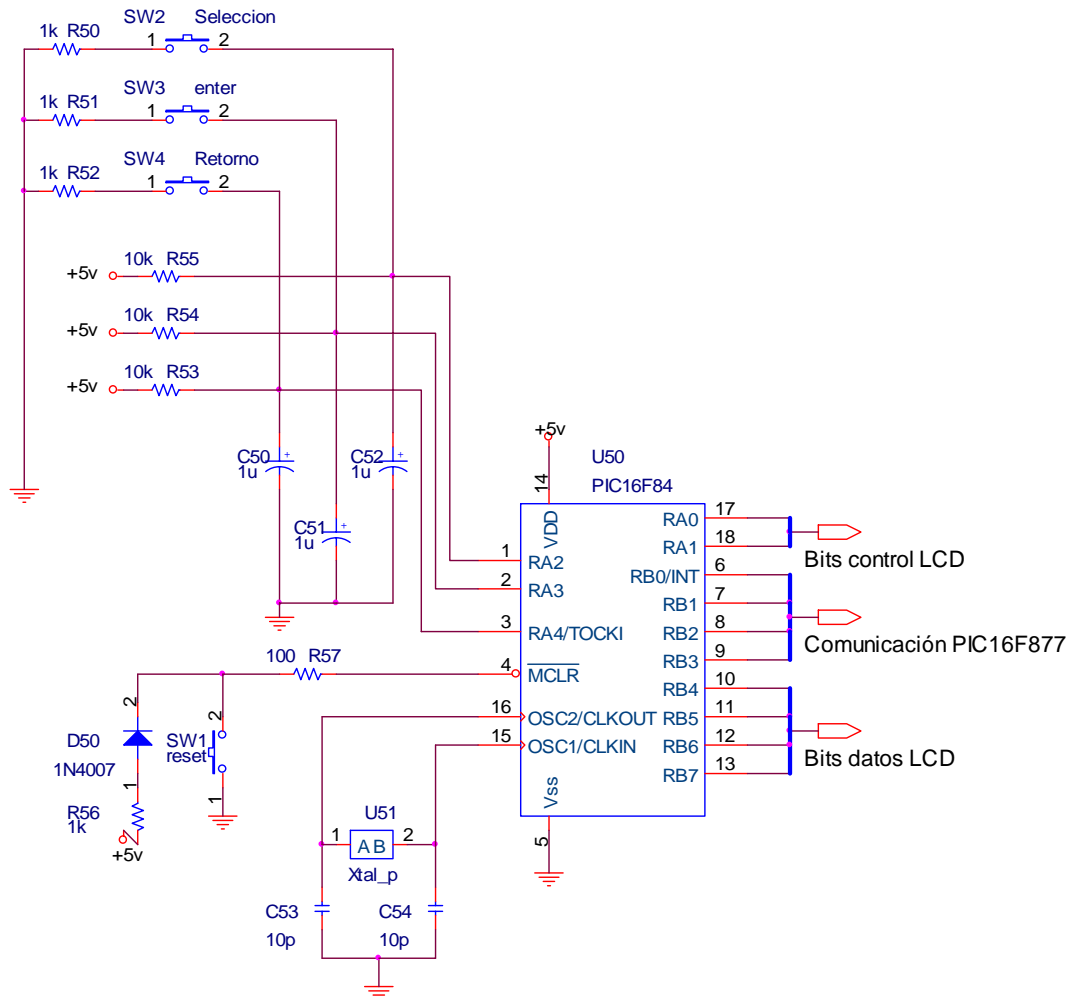 1k R50
SW2 Seleccion
1 2
1k R51
SW3 enter
1 2
1k R52
SW4 Retorno
1 2
10k R55
+5v
10k R54
+5v
10k R53
+5v
C50
1u
C52
1u
C51
1u
+5v
U50
PIC16F84
14
VDD
1 RA2
2 RA3
3 RA4/TOCKI
4 MCLR
16 OSC2/CLKOUT
15 OSC1/CLKIN
Vss
5
RA0 17
RA1 18
RB0/INT 6
RB1 7
RB2 8
RB3 9
RB4 10
RB5 11
RB6 12
RB7 13
Bits control LCD
Comunicación PIC16F877
Bits datos LCD
100 R57
2
D50
1N4007
1
R56
1k
+5v
2
SW1
reset
1
U51
1 AB 2
Xtal_p
C53
10p
C54
10p